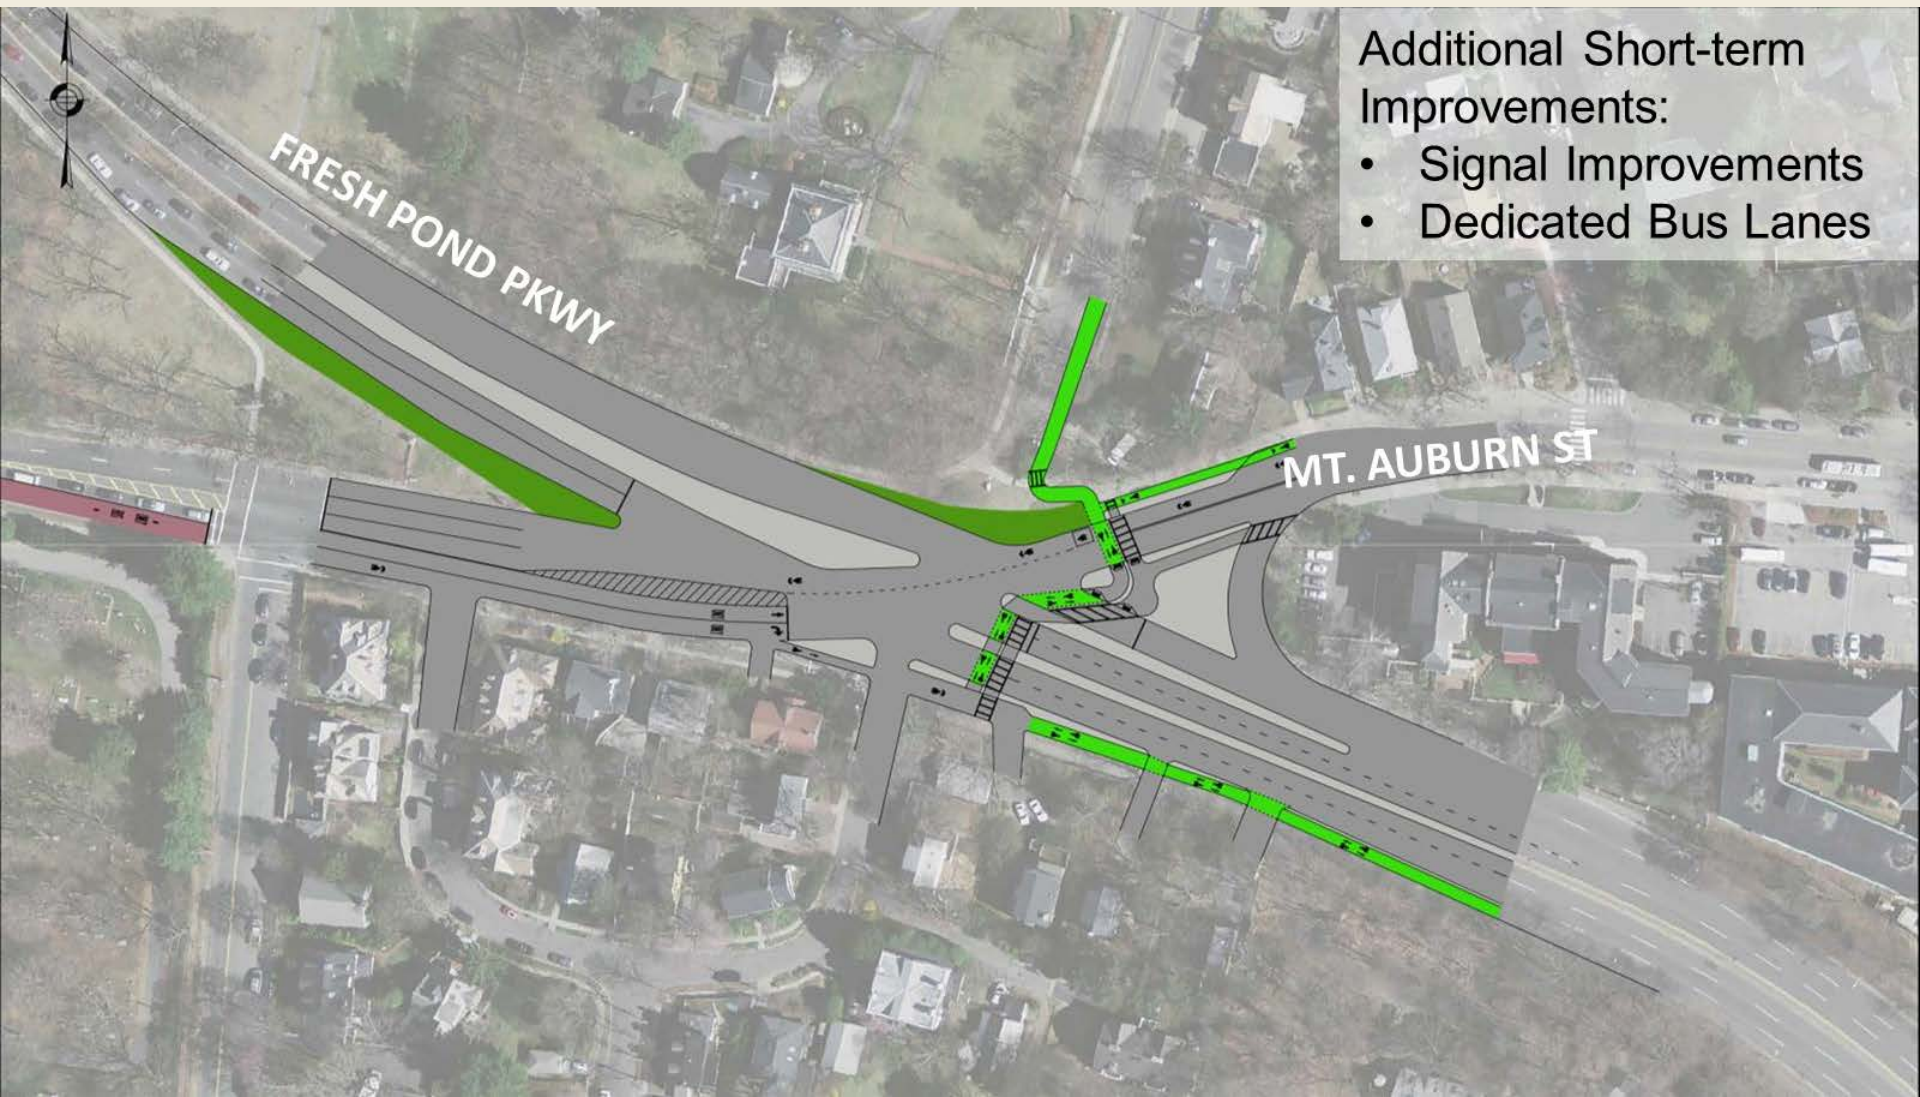 Additional Short-term
Improvements:
• Signal Improvements
• Dedicated Bus Lanes
FRESH POND PKWY
MT. AUBURN ST